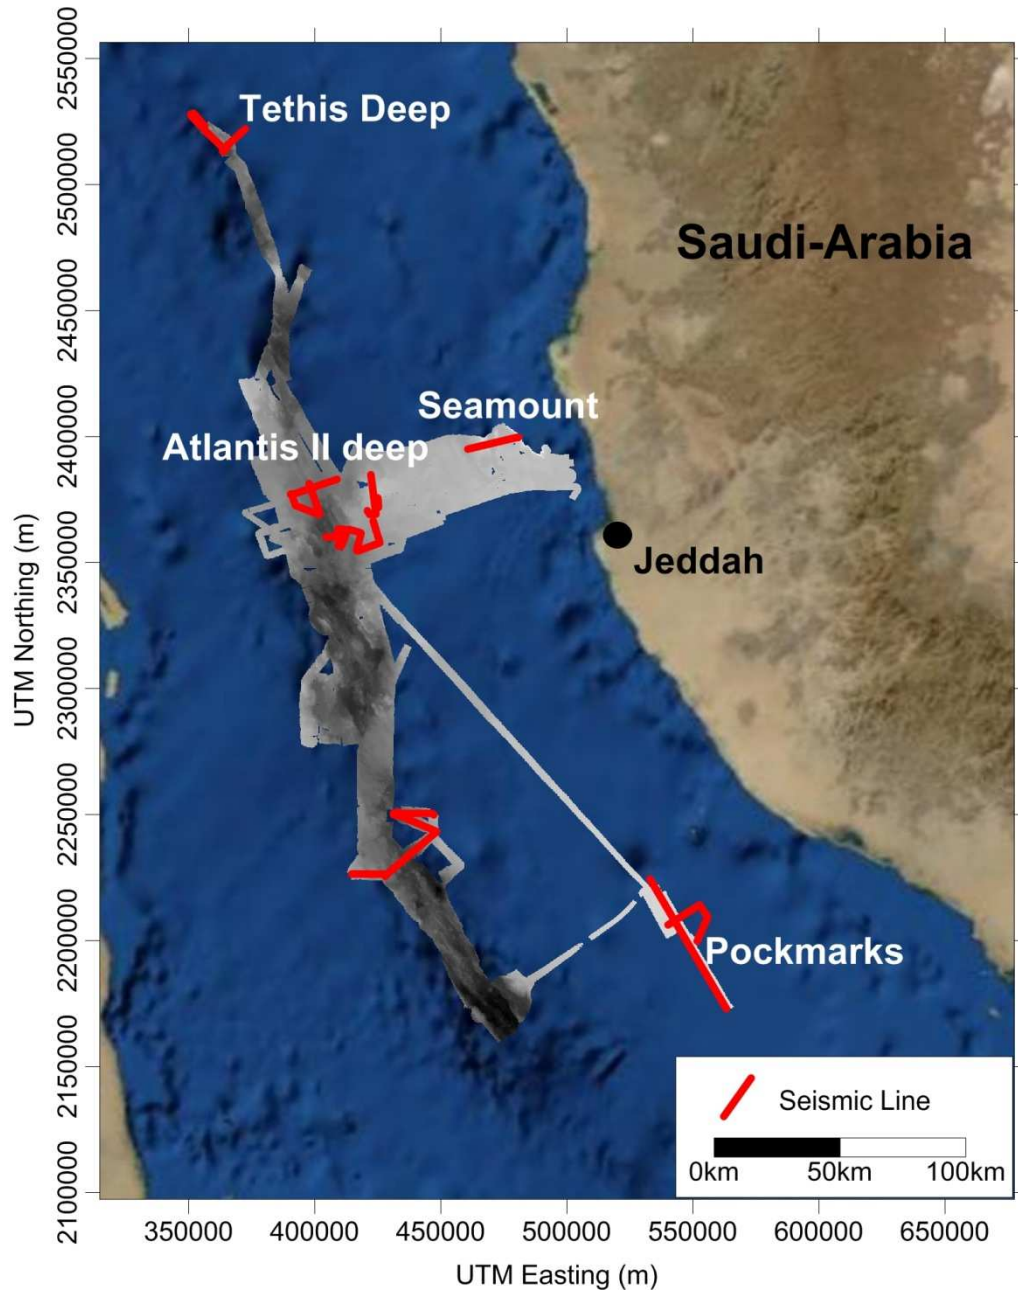 Tethis Deep
Saudi-Arabia
Seamount
Atlantis II deep
Jeddah
Pockmarks
Seismic Line
0km 50km 100km
UTM Northing (m)
2550000
2500000
2450000
2400000
2350000
2300000
2250000
2200000
2150000
2100000
350000 400000 450000 500000 550000 600000 650000
UTM Easting (m)